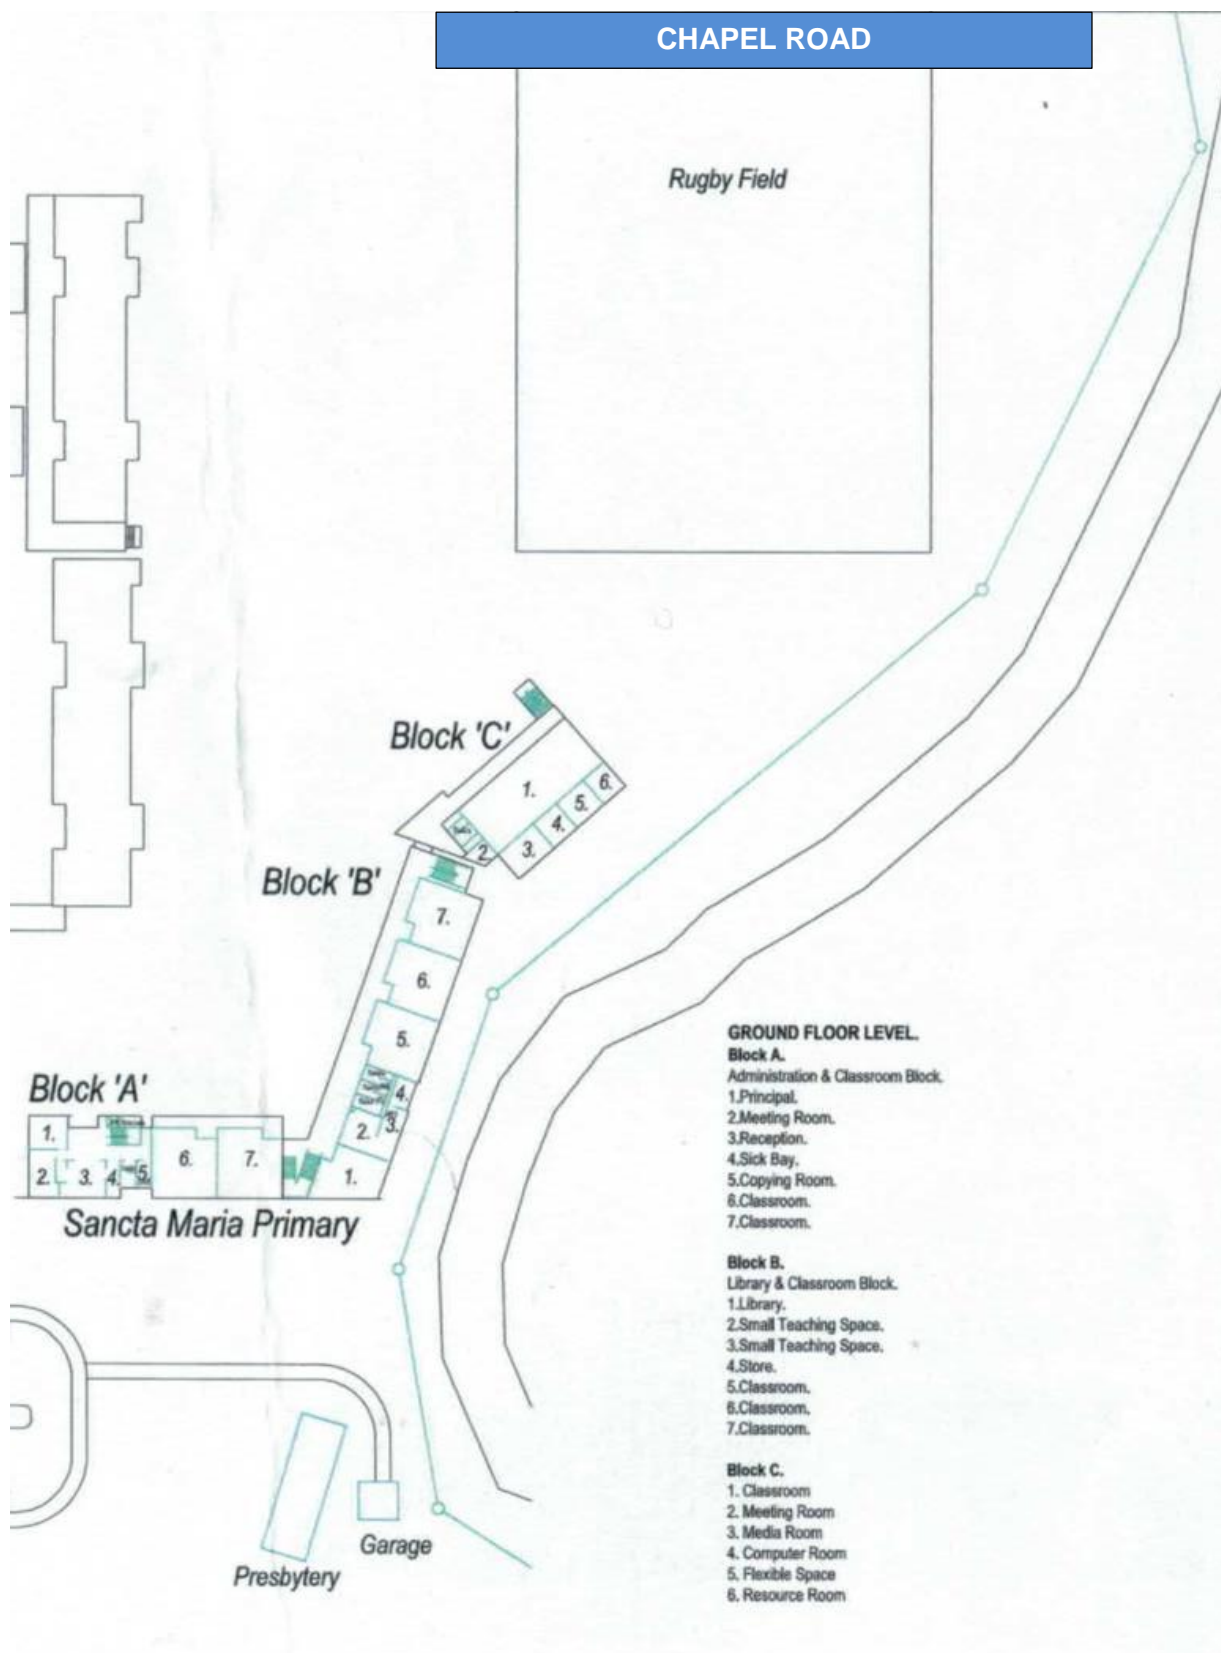 CHAPEL ROAD
Rugby Field
Block 'C'
1.
6.
5.
4.
3.
2.
Block 'B'
7.
6.
5.
4.
3.
2.
1.
Block 'A'
1.
2.
3.
4.
5.
6.
7.
Sancta Maria Primary
Garage
Presbytery
GROUND FLOOR LEVEL.
Block A.
Administration & Classroom Block.
1.Principal.
2.Meeting Room.
3.Reception.
4.Sick Bay.
5.Copying Room.
6.Classroom.
7.Classroom.
Block B.
Library & Classroom Block.
1.Library.
2.Small Teaching Space.
3.Small Teaching Space.
4.Store.
5.Classroom.
6.Classroom.
7.Classroom.
Block C.
1. Classroom
2. Meeting Room
3. Media Room
4. Computer Room
5. Flexible Space
6. Resource Room